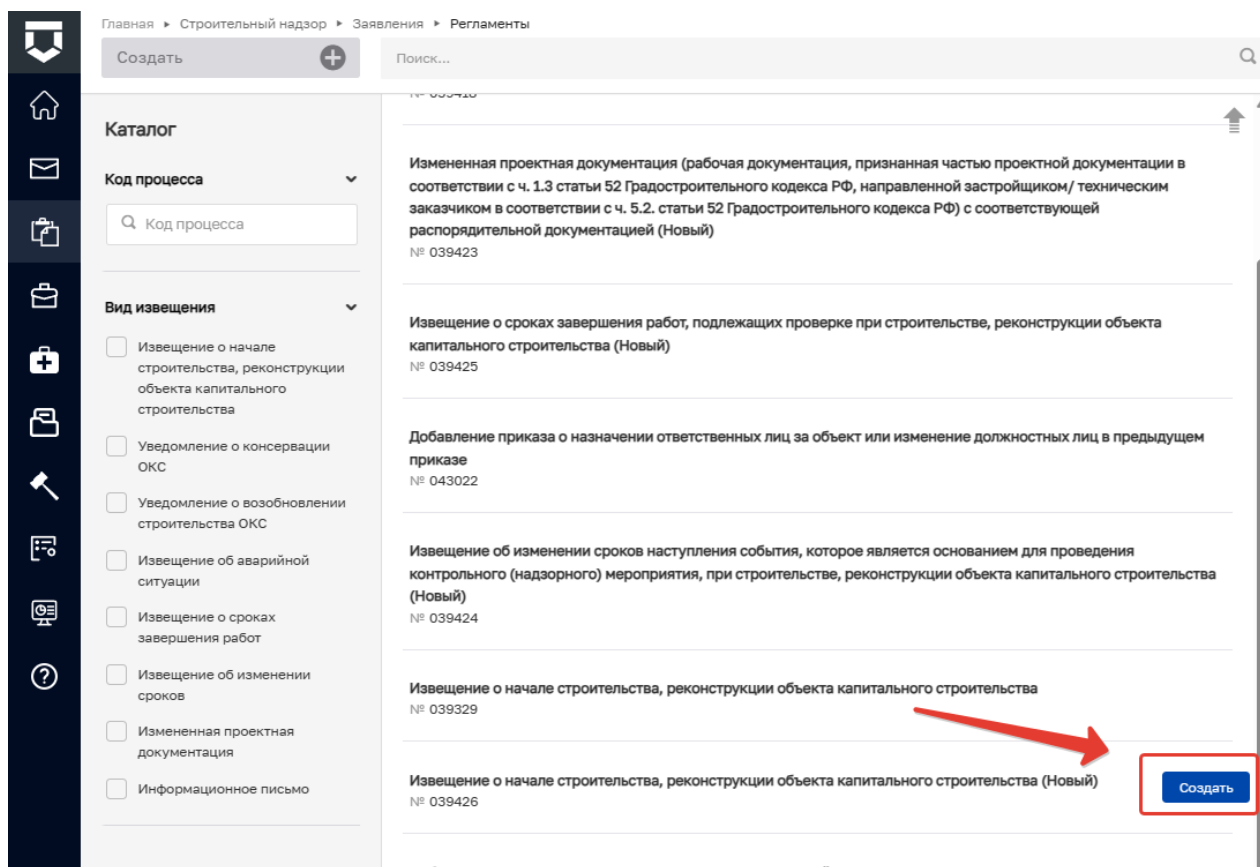 Главная ▸ Строительный надзор ▸ Заявления ▸ Регламенты
Создать
Поиск...
Каталог
Код процесса
Код процесса
Вид извещения
Извещение о начале
строительства, реконструкции
объекта капитального
строительства
Уведомление о консервации
ОКС
Уведомление о возобновлении
строительства ОКС
Извещение об аварийной
ситуации
Извещение о сроках
завершения работ
Извещение об изменении
сроков
Измененная проектная
документация
Информационное письмо
Измененная проектная документация (рабочая документация, признанная частью проектной документации в
соответствии с ч. 1.3 статьи 52 Градостроительного кодекса РФ, направленной застройщиком/ техническим
заказчиком в соответствии с ч. 5.2. статьи 52 Градостроительного кодекса РФ) с соответствующей
распорядительной документацией (Новый)
№ 039423
Извещение о сроках завершения работ, подлежащих проверке при строительстве, реконструкции объекта
капитального строительства (Новый)
№ 039425
Добавление приказа о назначении ответственных лиц за объект или изменение должностных лиц в предыдущем
приказе
№ 043022
Извещение об изменении сроков наступления события, которое является основанием для проведения
контрольного (надзорного) мероприятия, при строительстве, реконструкции объекта капитального строительства
(Новый)
№ 039424
Извещение о начале строительства, реконструкции объекта капитального строительства
№ 039329
Извещение о начале строительства, реконструкции объекта капитального строительства (Новый)
№ 039426
Создать